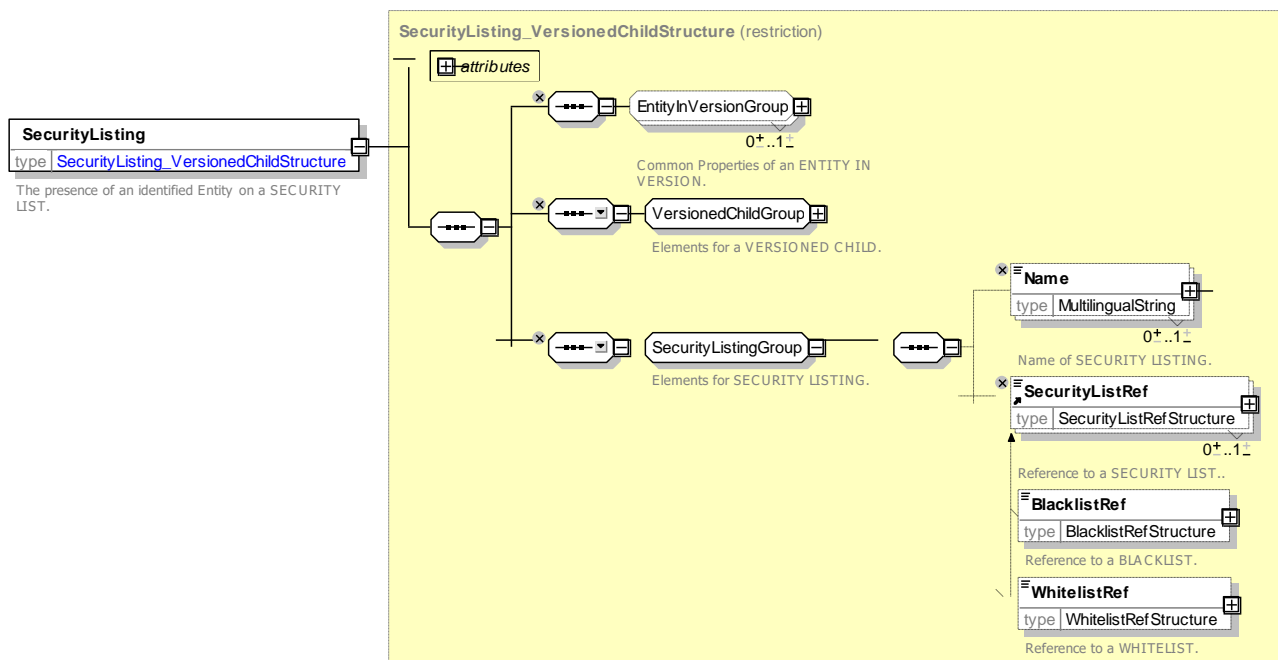 SecurityListing_VersionedChildStructure (restriction)
attributes
EntityInVersionGroup
0±..1±
Common Properties of an ENTITY IN
VERSION.
SecurityListing
type SecurityListing_VersionedChildStructure
The presence of an identified Entity on a SECURITY
LIST.
VersionedChildGroup
Elements for a VERSIONED CHILD.
SecurityListingGroup
Elements for SECURITY LISTING.
Name
type MultilingualString
0±..1±
Name of SECURITY LISTING.
SecurityListRef
type SecurityListRefStructure
0±..1±
Reference to a SECURITY LIST..
BlacklistRef
type BlacklistRefStructure
Reference to a BLACKLIST.
WhitelistRef
type WhitelistRefStructure
Reference to a WHITELIST.